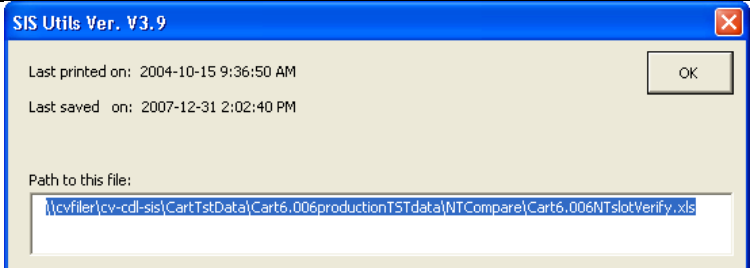 SIS Utils Ver. V3.9
Last printed on: 2004-10-15 9:36:50 AM
OK
Last saved on: 2007-12-31 2:02:40 PM
Path to this file:
\\cvfiler\cv-cdl-sis\CartTstData\Cart6.006productionTSTdata\NTCompare\Cart6.006NTslotVerify.xls